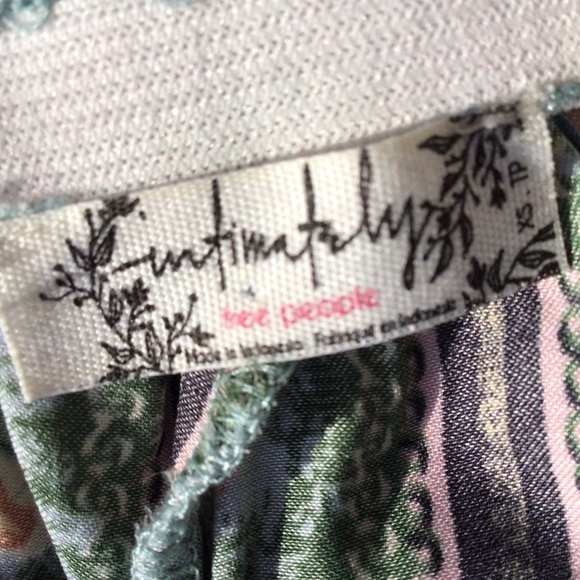 intimately
free people
Made in Indonesia. Fabriqué en Indonésie
XS . TP